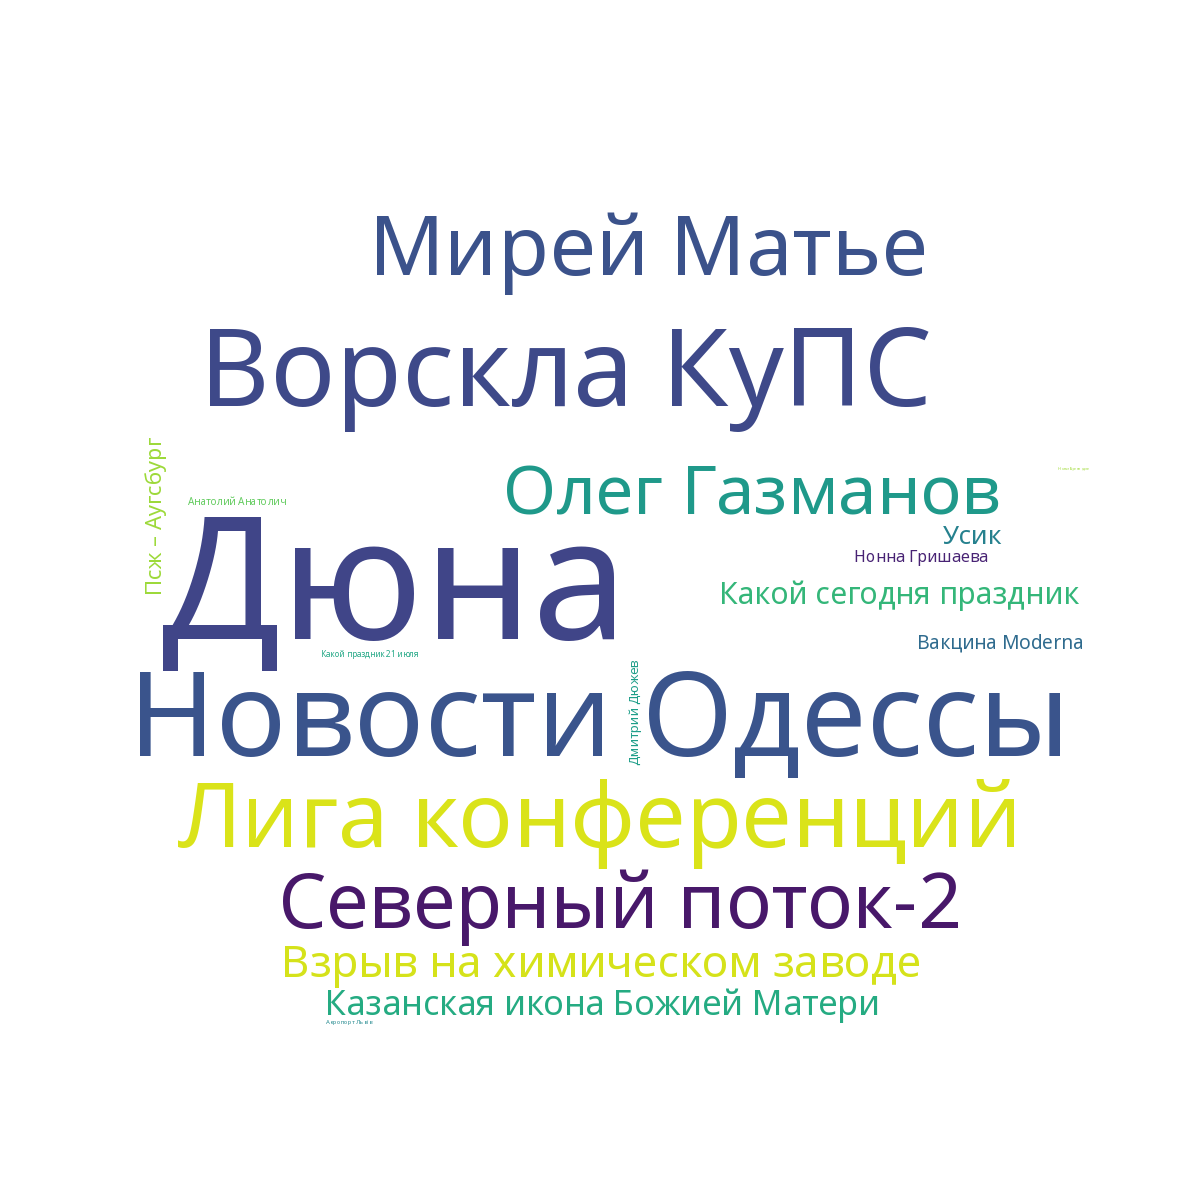 Мирей Матье
Ворскла КуПС
Псж – Аугсбург
Олег Газманов
Анатолий Анатолич
Дюна
Усик
Нонна Гришаева
Какой сегодня праздник
Вакцина Moderna
Какой праздник 21 июля
Дмитрий Дюжев
Новости Одессы
Лига конференций
Северный поток-2
Взрыв на химическом заводе
Казанская икона Божией Матери
Аеропорт Львів